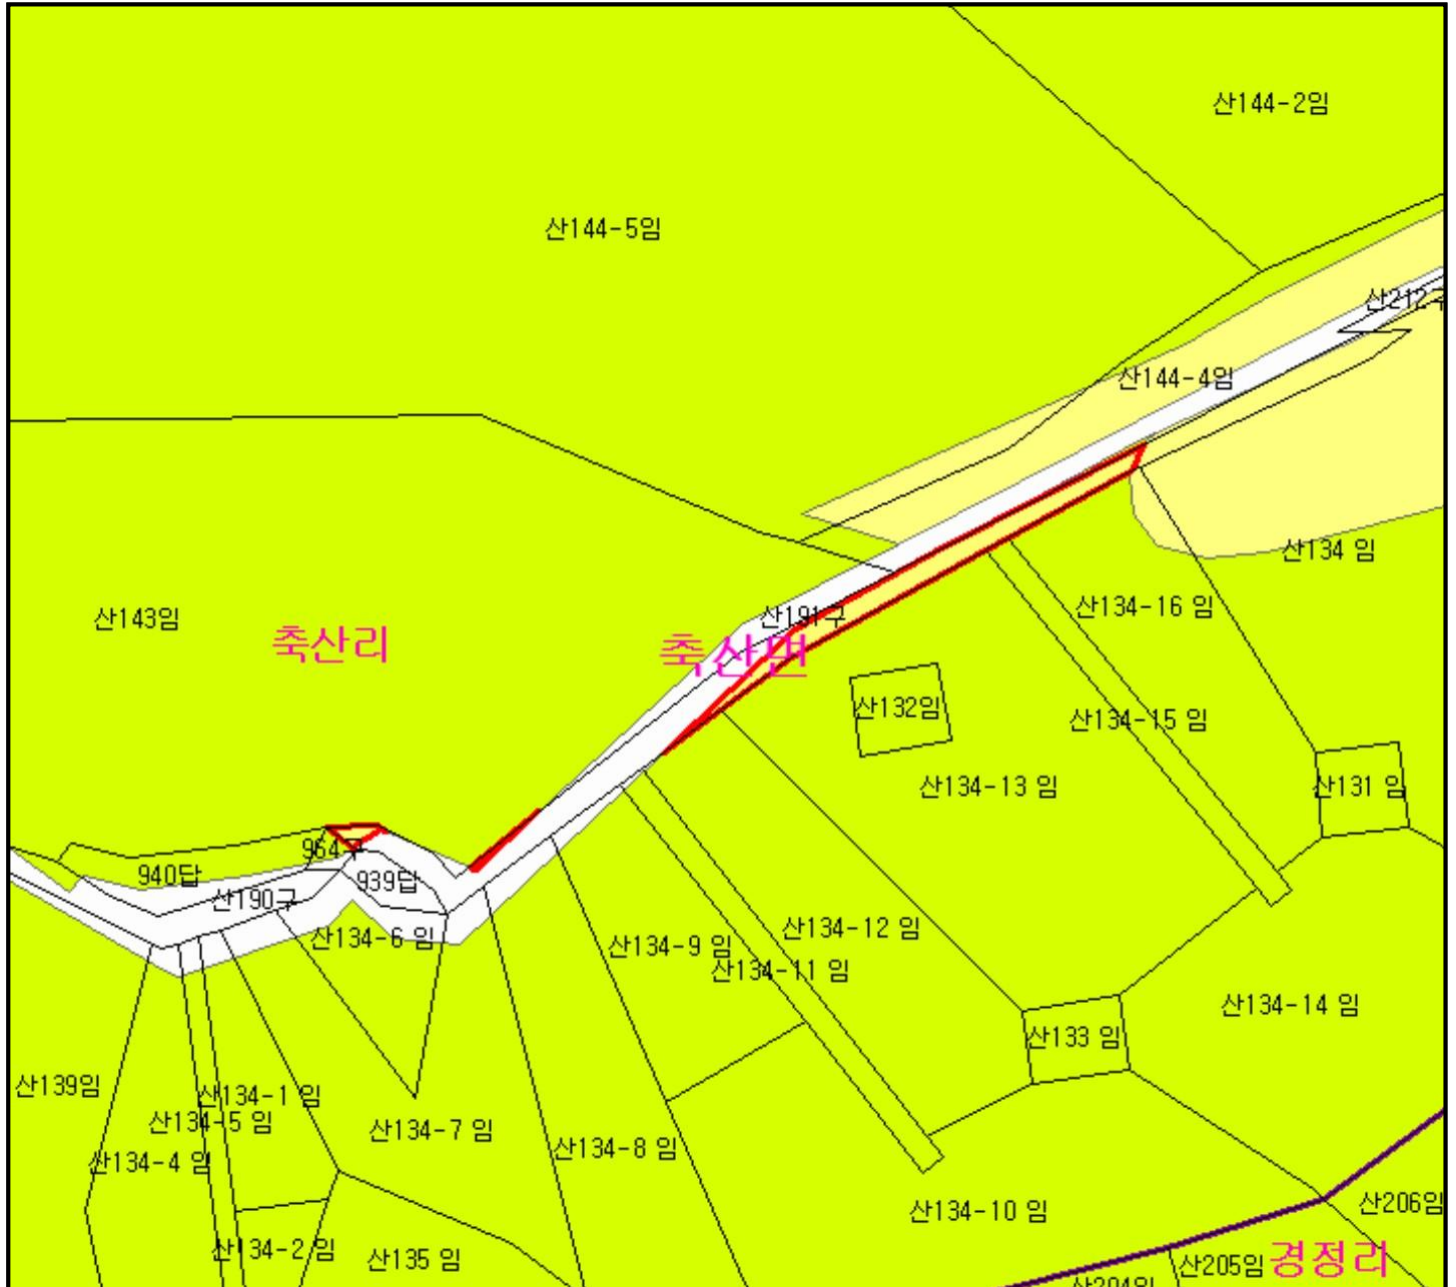 산144-2임
산144-5임
산212구
산144-4임
산134 임
산143임
축산리
산191구
축산면
산134-16 임
산132임
산134-15 임
산134-13 임
산131 임
964구
940답
939답
산190구
산134-6 임
산134-9 임
산134-12 임
산134-11 임
산134-14 임
산133 임
산139임
산134-1 임
산134-5 임
산134-7 임
산134-8 임
산134-4 임
산134-10 임
산206임
산134-2 임
산135 임
산205임
경정리
산204임